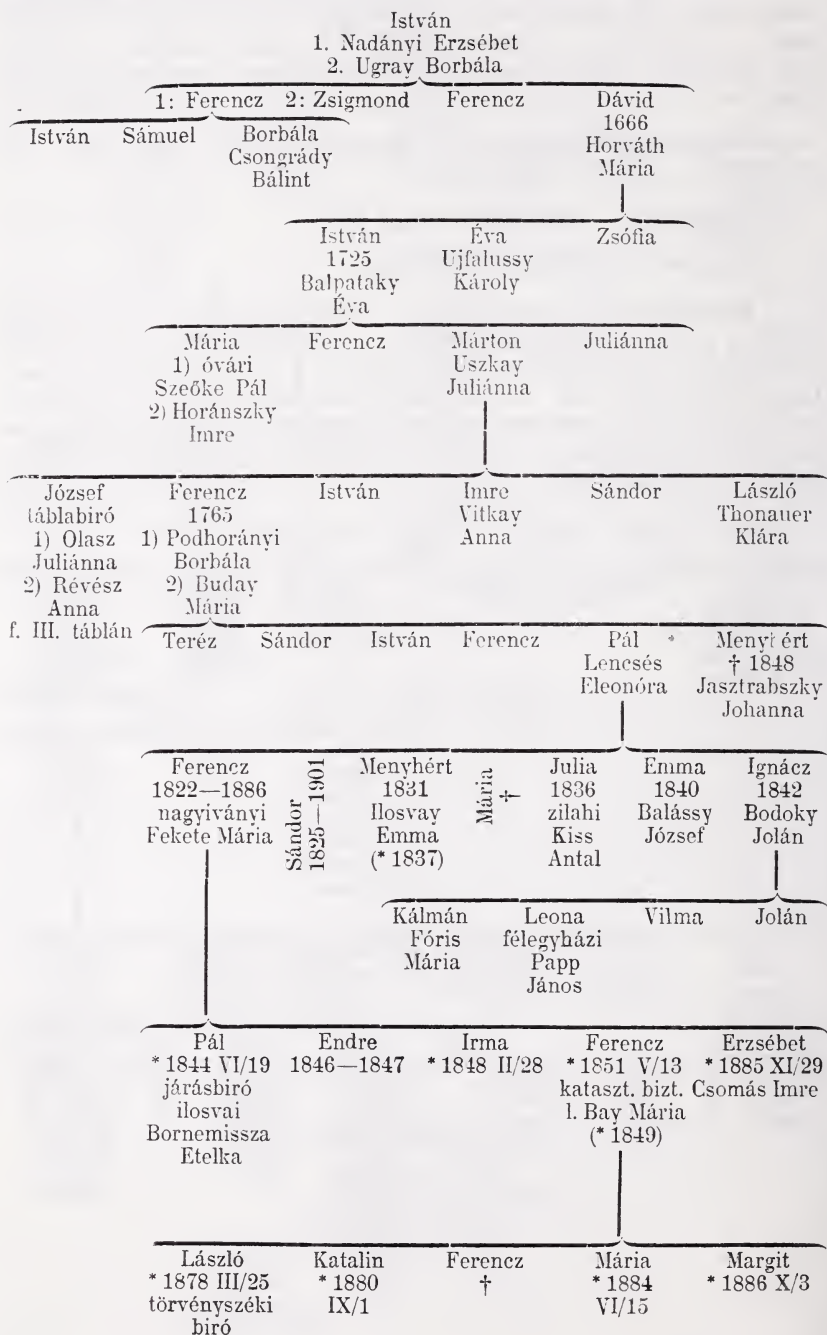 István
1. Nadányi Erzsébet
2. Ugray Borbála
1: Ferencz 2: Zsigmond Ferencz Dávid
1666
Horváth
Mária
István Sámuel Borbála
Csongrády
Bálint
István Éva Zsófia
1725 Ujfalussy
Balpataky Károly
Éva
Mária Ferencz Márton Juliánna
1) óvári Uszkay
Szeőke Pál Juliánna
2) Horánszky
Imre
József Ferencz István Imre Sándor László
táblabiró 1765 Vitkay Thonauer
1) Olasz 1) Podhorányi Anna Klára
Juliánna Borbála
2) Révész 2) Buday
Anna Mária
f. III. táblán
Teréz Sándor István Ferencz Pál Menyhért
Lencsés † 1848
Eleonóra Jasztrabszky
Johanna
Ferencz Sándor Menyhért Mária Julia Emma Ignácz
1822—1886 1825—1901 1831 † 1836 1840 1842
nagyiványi Ilosvay zilahi Balássy Bodoky
Fekete Mária Emma Kiss József Jolán
(* 1837) Antal
Kálmán Leona Vilma Jolán
Fóris félegyházi
Mária Papp
János
Pál Endre Irma Ferencz Erzsébet
* 1844 VI/19 1846—1847 * 1848 II/28 * 1851 V/13 * 1885 XI/29
járásbiró kataszt. bizt. Csomás Imre
ilosvai l. Bay Mária
Bornemissza (* 1849)
Etelka
László Katalin Ferencz Mária Margit
* 1878 III/25 * 1880 † * 1884 * 1886 X/3
törvényszéki IX/1 VI/15
biró